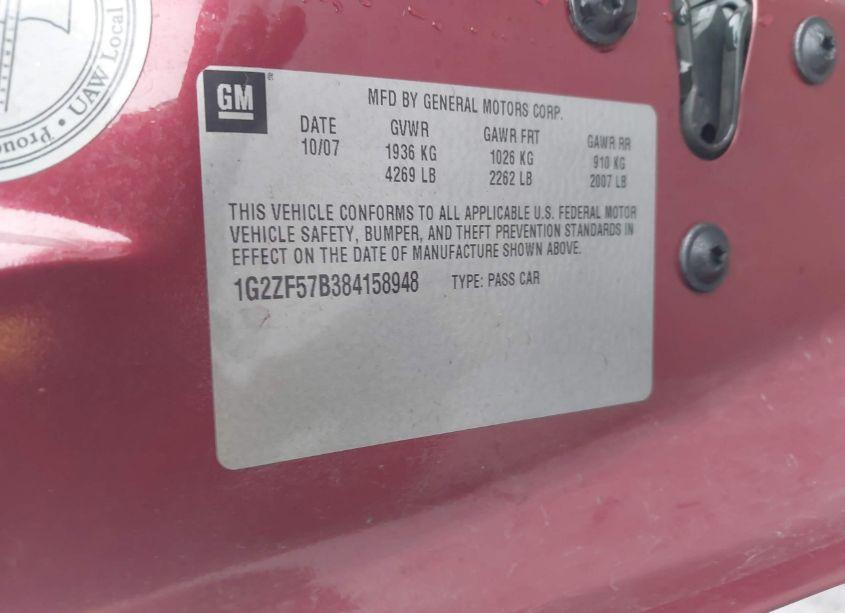 Proud
UAW Local
GM
MFD BY GENERAL MOTORS CORP.
DATE GVWR GAWR FRT GAWR RR
10/07 1936 KG 1026 KG 910 KG
4269 LB 2262 LB 2007 LB
THIS VEHICLE CONFORMS TO ALL APPLICABLE U.S. FEDERAL MOTOR
VEHICLE SAFETY, BUMPER, AND THEFT PREVENTION STANDARDS IN
EFFECT ON THE DATE OF MANUFACTURE SHOWN ABOVE.
1G2ZF57B384158948 TYPE: PASS CAR